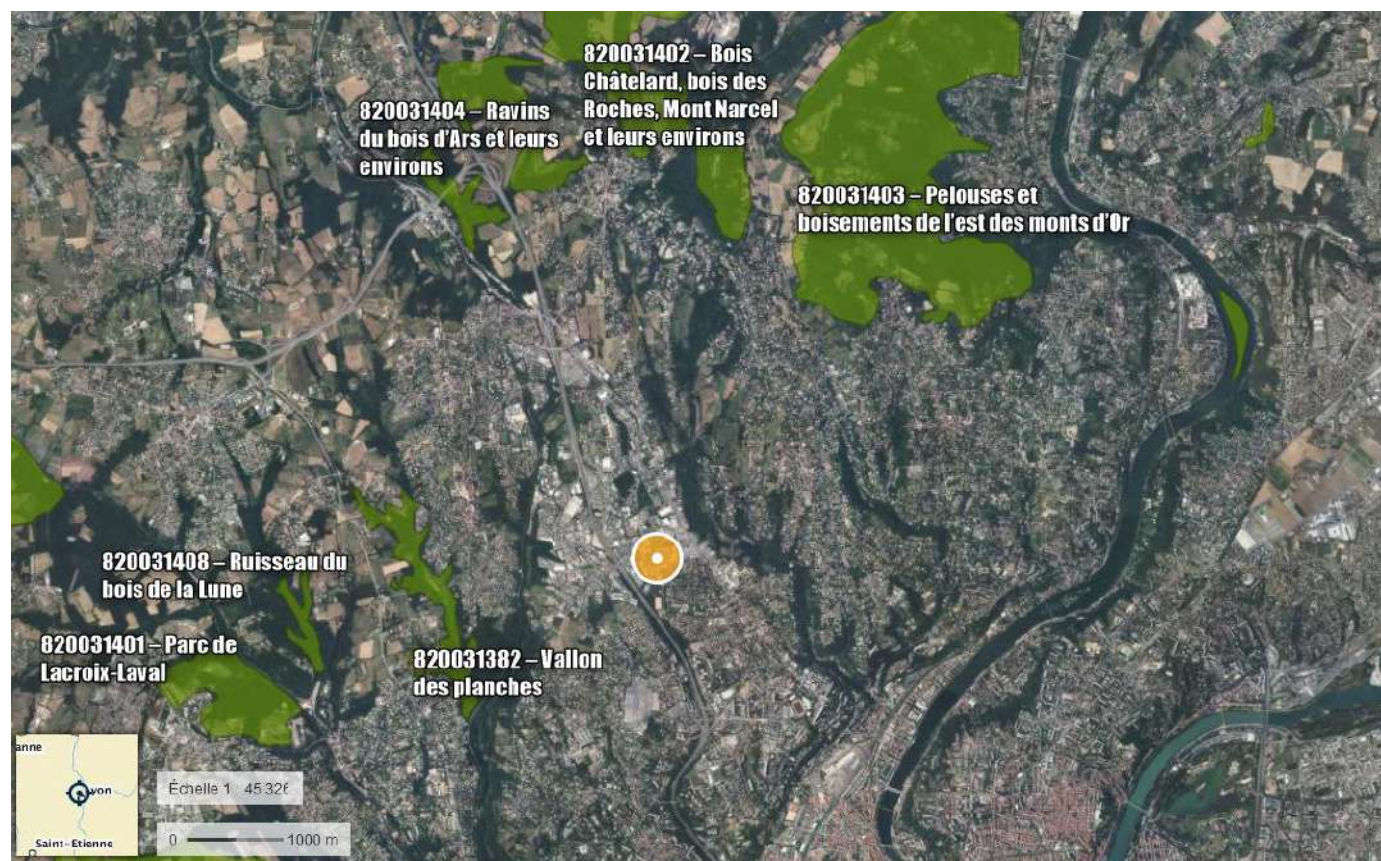 820031402 – Bois
Châtelard, bois des
Roches, Mont Narcel
et leurs environs
820031404 – Ravins
du bois d'Ars et leurs
environs
820031403 – Pelouses et
boisements de l'est des monts d'Or
820031408 – Ruisseau du
bois de la Lune
820031401 – Parc de
Lacroix-Laval
820031382 – Vallon
des planches
anne
yon
Saint-Etienne
Échelle 1 45 326
0 1000 m